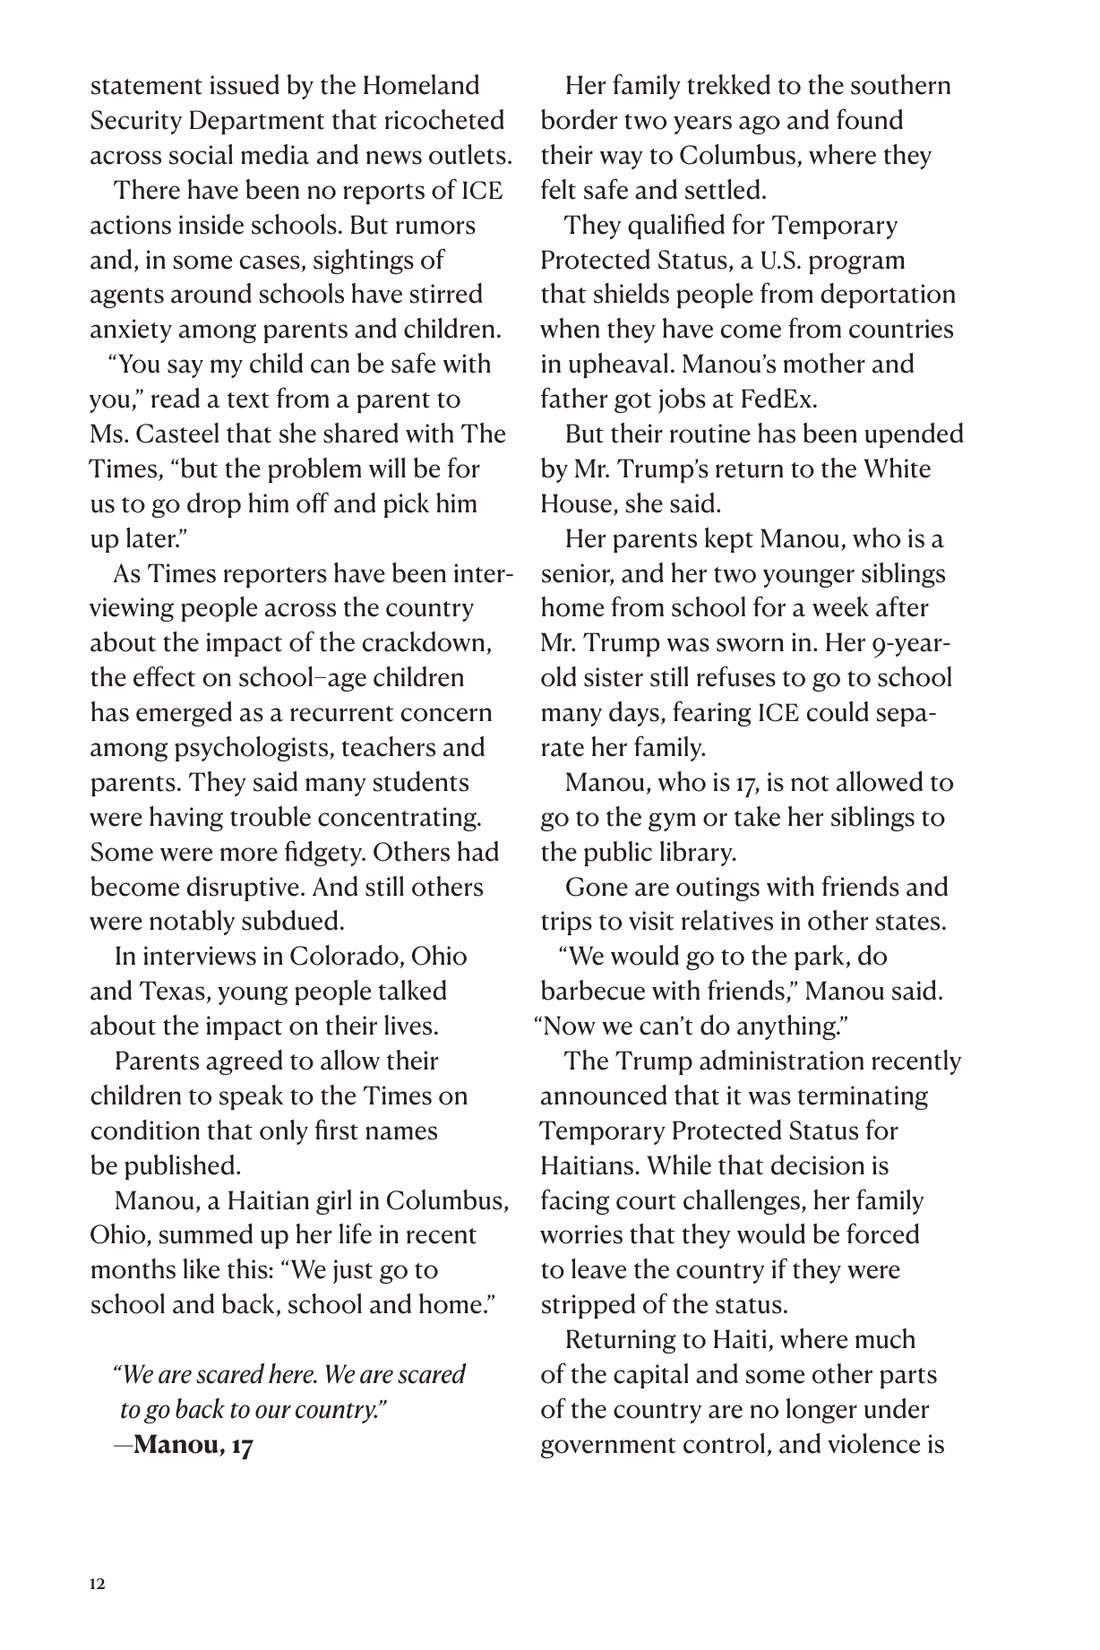 statement issued by the Homeland
Security Department that ricocheted
across social media and news outlets.
There have been no reports of ICE
actions inside schools. But rumors
and, in some cases, sightings of
agents around schools have stirred
anxiety among parents and children.
“You say my child can be safe with
you,” read a text from a parent to
Ms. Casteel that she shared with The
Times, “but the problem will be for
us to go drop him off and pick him
up later.”
As Times reporters have been inter-
viewing people across the country
about the impact of the crackdown,
the effect on school–age children
has emerged as a recurrent concern
among psychologists, teachers and
parents. They said many students
were having trouble concentrating.
Some were more fidgety. Others had
become disruptive. And still others
were notably subdued.
In interviews in Colorado, Ohio
and Texas, young people talked
about the impact on their lives.
Parents agreed to allow their
children to speak to the Times on
condition that only first names
be published.
Manou, a Haitian girl in Columbus,
Ohio, summed up her life in recent
months like this: “We just go to
school and back, school and home.”
“We are scared here. We are scared
to go back to our country.”
—Manou, 17
Her family trekked to the southern
border two years ago and found
their way to Columbus, where they
felt safe and settled.
They qualified for Temporary
Protected Status, a U.S. program
that shields people from deportation
when they have come from countries
in upheaval. Manou’s mother and
father got jobs at FedEx.
But their routine has been upended
by Mr. Trump’s return to the White
House, she said.
Her parents kept Manou, who is a
senior, and her two younger siblings
home from school for a week after
Mr. Trump was sworn in. Her 9-year-
old sister still refuses to go to school
many days, fearing ICE could sepa-
rate her family.
Manou, who is 17, is not allowed to
go to the gym or take her siblings to
the public library.
Gone are outings with friends and
trips to visit relatives in other states.
“We would go to the park, do
barbecue with friends,” Manou said.
“Now we can’t do anything.”
The Trump administration recently
announced that it was terminating
Temporary Protected Status for
Haitians. While that decision is
facing court challenges, her family
worries that they would be forced
to leave the country if they were
stripped of the status.
Returning to Haiti, where much
of the capital and some other parts
of the country are no longer under
government control, and violence is
12